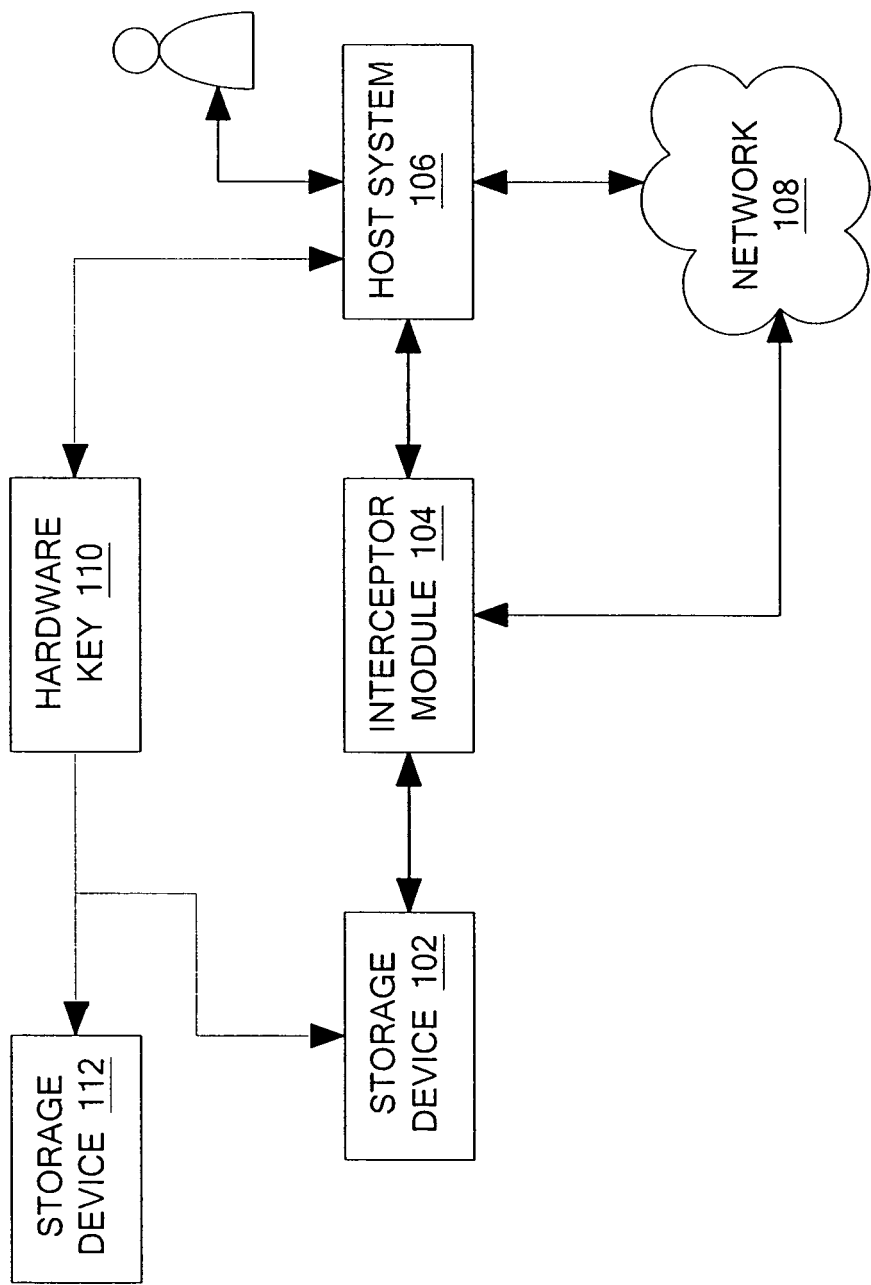 STORAGE
DEVICE 112
HARDWARE
KEY 110
STORAGE
DEVICE 102
INTERCEPTOR
MODULE 104
HOST SYSTEM
106
NETWORK
108